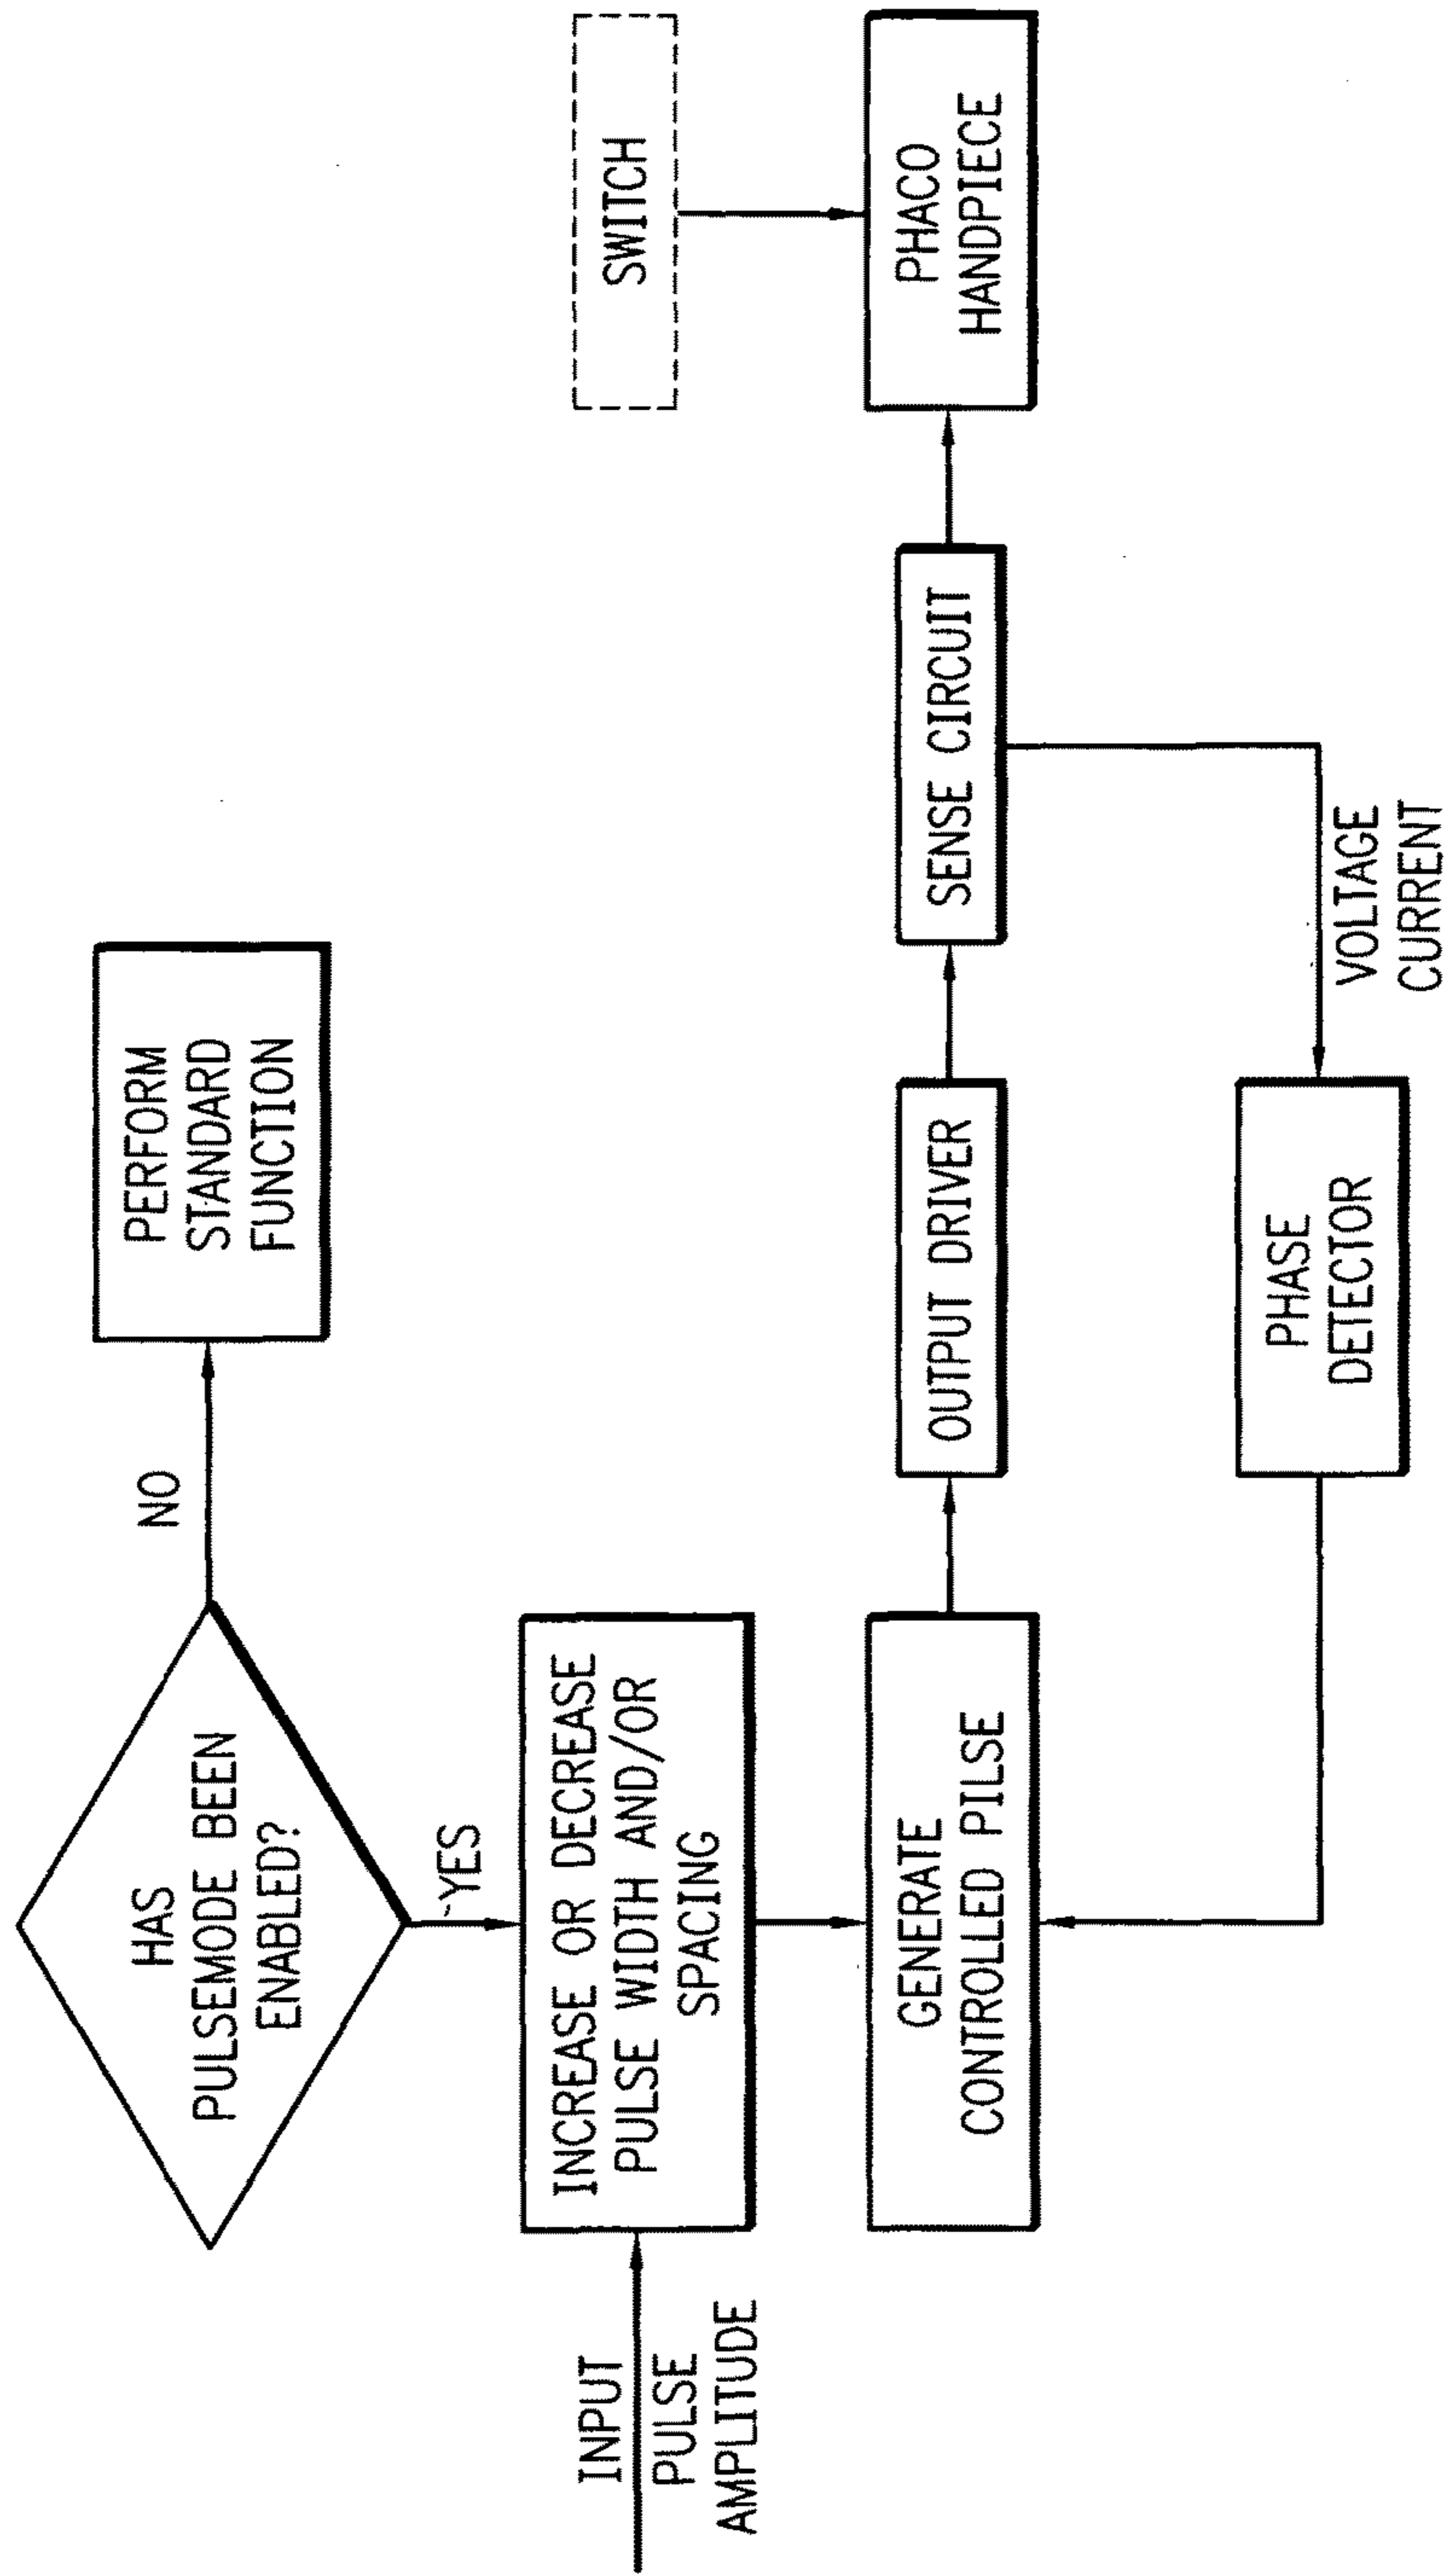 HAS
PULSEMODE BEEN
ENABLED?
NO
PERFORM
STANDARD
FUNCTION
YES
INPUT
PULSE
AMPLITUDE
INCREASE OR DECREASE
PULSE WIDTH AND/OR
SPACING
SWITCH
GENERATE
CONTROLLED PILSE
OUTPUT DRIVER
SENSE CIRCUIT
PHACO
HANDPIECE
PHASE
DETECTOR
VOLTAGE
CURRENT